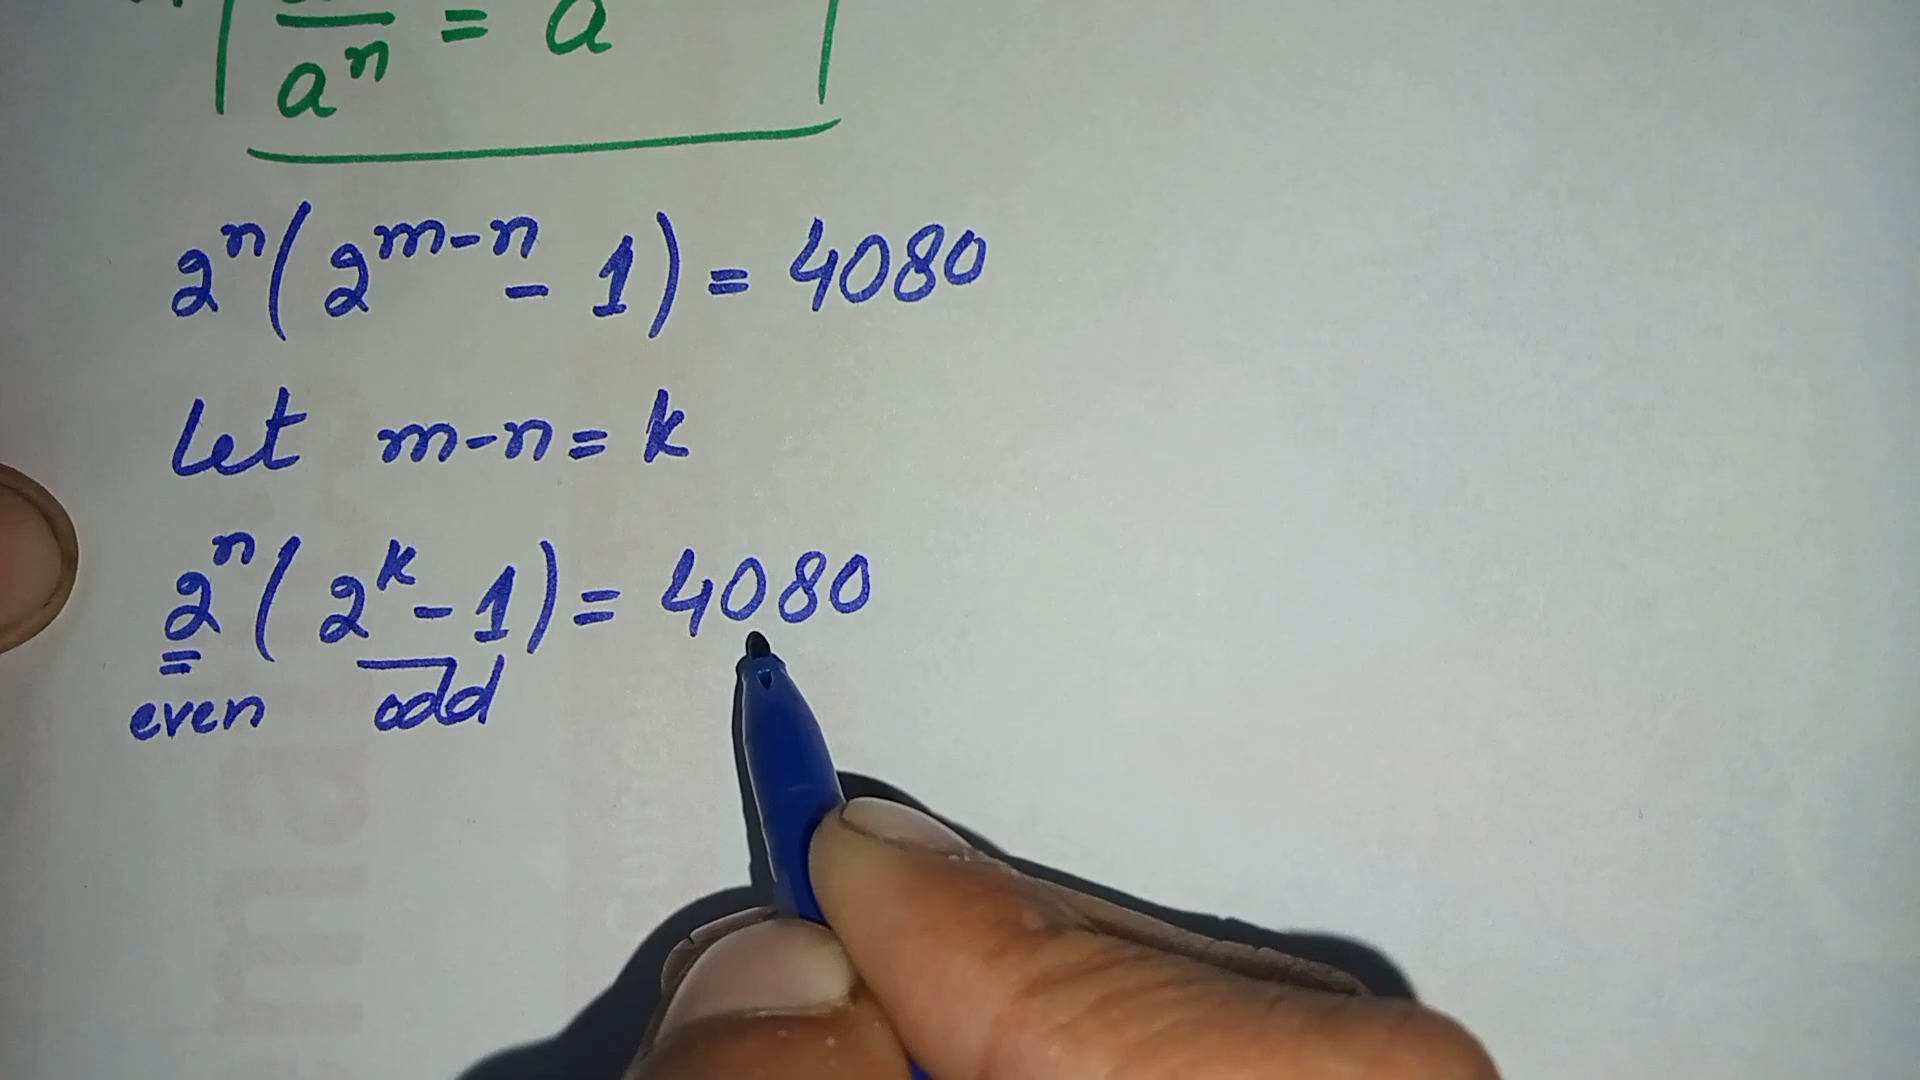 aⁿ = a
2ⁿ(2ᵐ⁻ⁿ - 1) = 4080
Let m-n = k
2ⁿ(2ᵏ - 1) = 4080
even odd